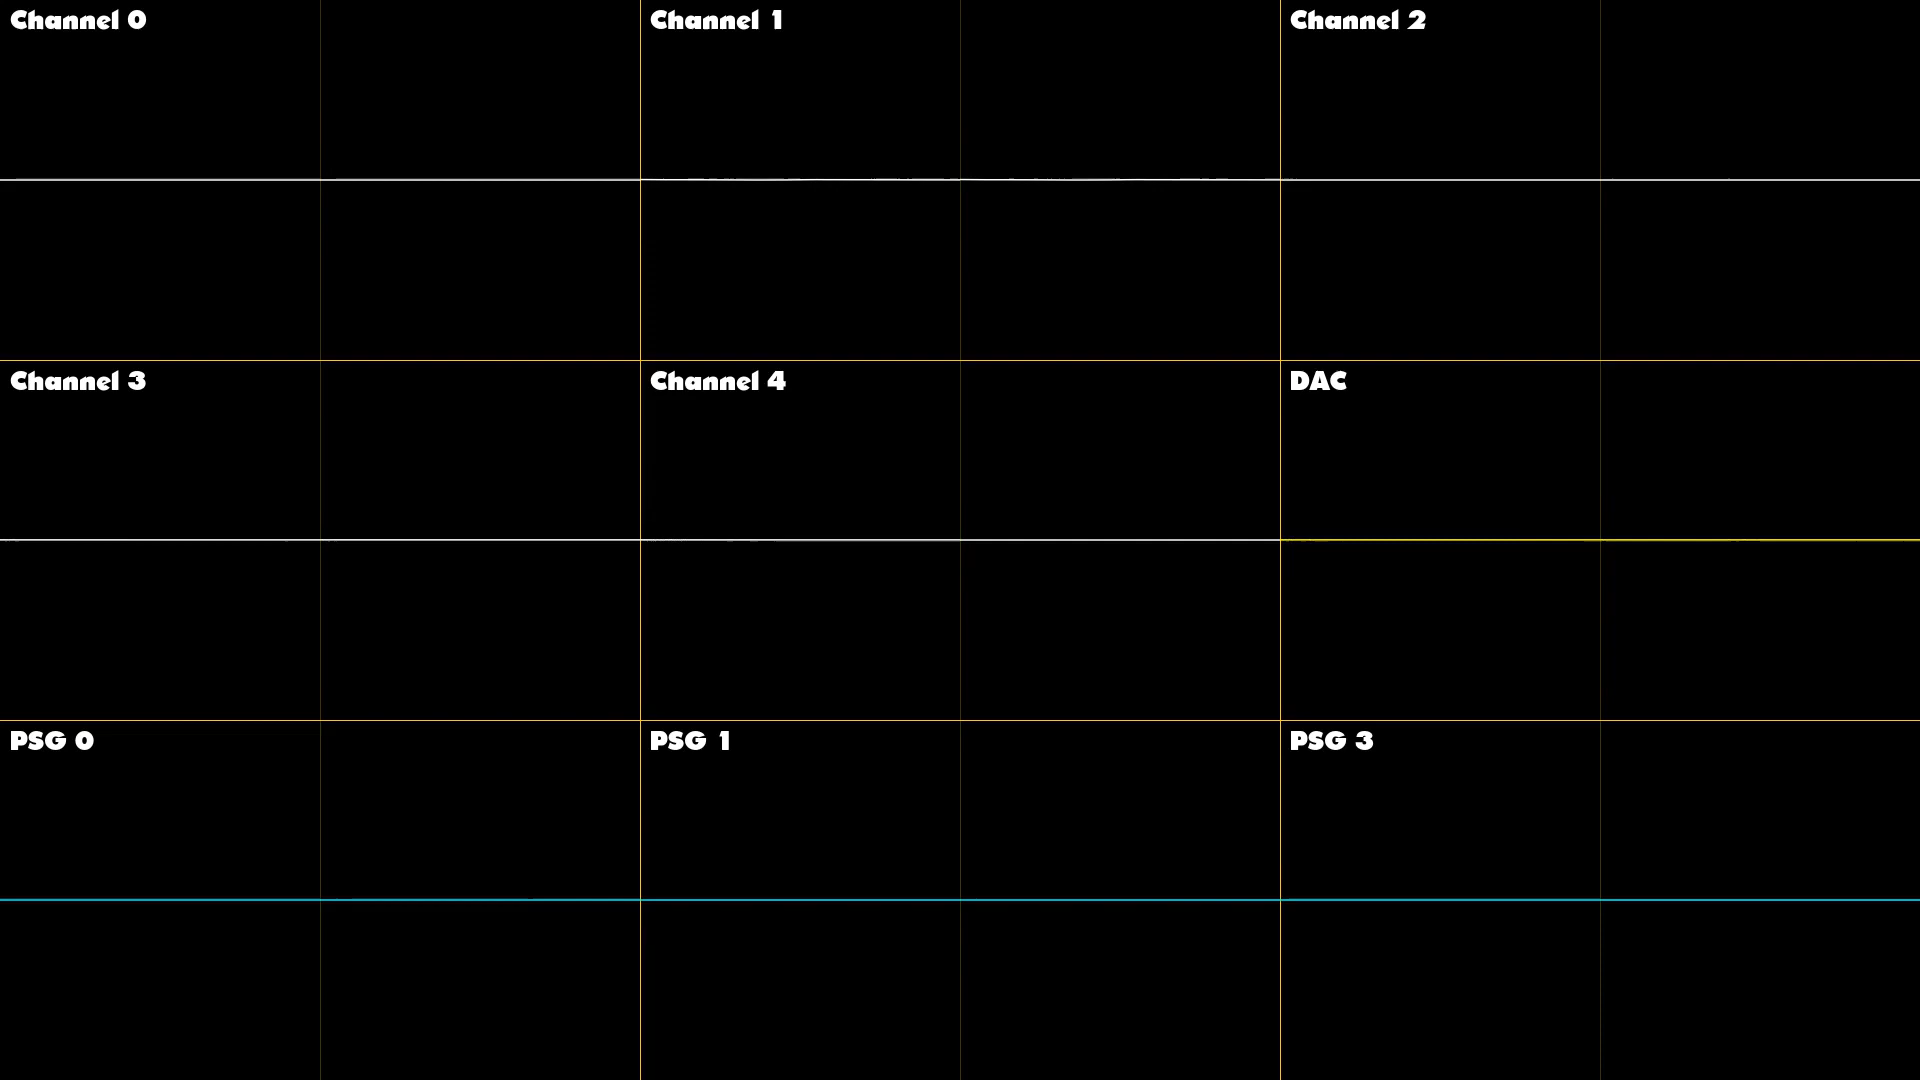 Channel 0
Channel 1
Channel 2
Channel 3
Channel 4
DAC
PSG 0
PSG 1
PSG 3